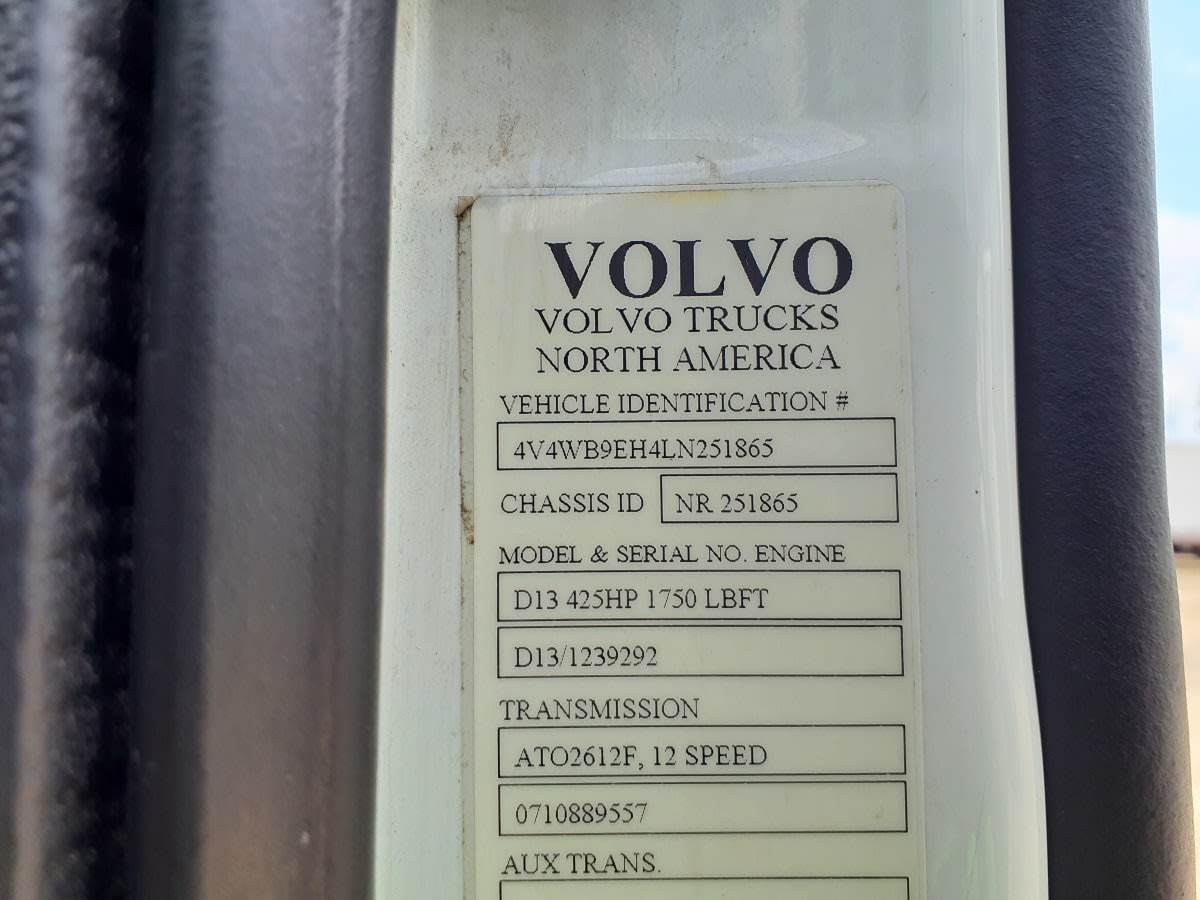 VOLVO
VOLVO TRUCKS
NORTH AMERICA
VEHICLE IDENTIFICATION #
4V4WB9EH4LN251865
CHASSIS ID NR 251865
MODEL & SERIAL NO. ENGINE
D13 425HP 1750 LBFT
D13/1239292
TRANSMISSION
ATO2612F, 12 SPEED
0710889557
AUX TRANS.